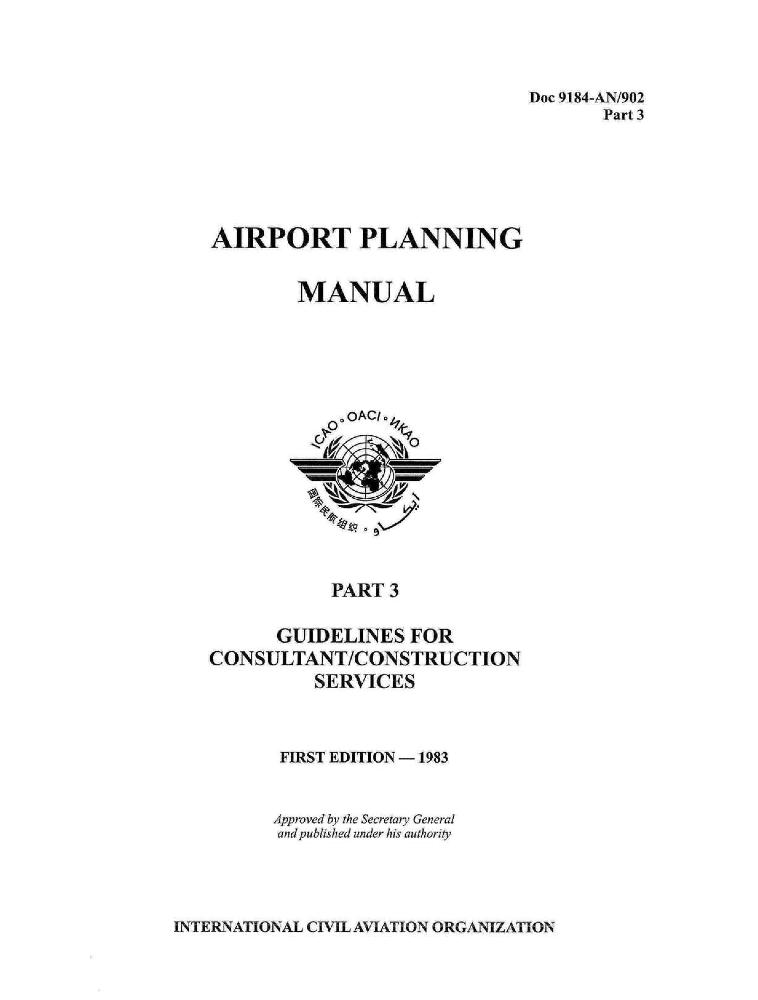 Doc 9184-AN/902
Part 3
AIRPORT PLANNING
MANUAL
ICAO ° OACI ° ИКАО
国际民航组织 ° ايكـــاو
PART 3
GUIDELINES FOR
CONSULTANT/CONSTRUCTION
SERVICES
FIRST EDITION — 1983
Approved by the Secretary General
and published under his authority
INTERNATIONAL CIVIL AVIATION ORGANIZATION